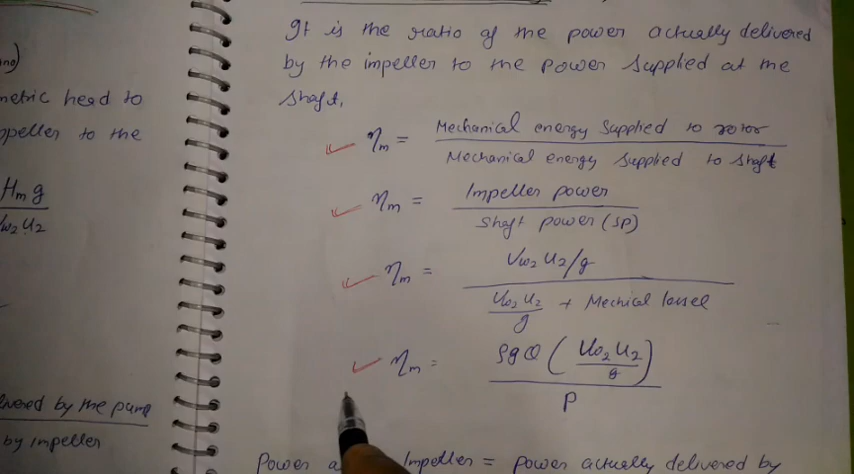 metric head to
to the
Hm g
Vw2 U2
by the pump
by impeller
It is the ratio of the power actually delivered
by the impeller to the power supplied at the
shaft.
ηm = Mechanical energy supplied to rotor
Mechanical energy supplied to shaft
ηm = Impeller power
Shaft power (SP)
ηm = Vw2 U2/g
Vw2 U2 + Mechical losses
g
ηm = ρgQ ( Vw2 U2 )
g
P
Power Impeller = power actually delivered by